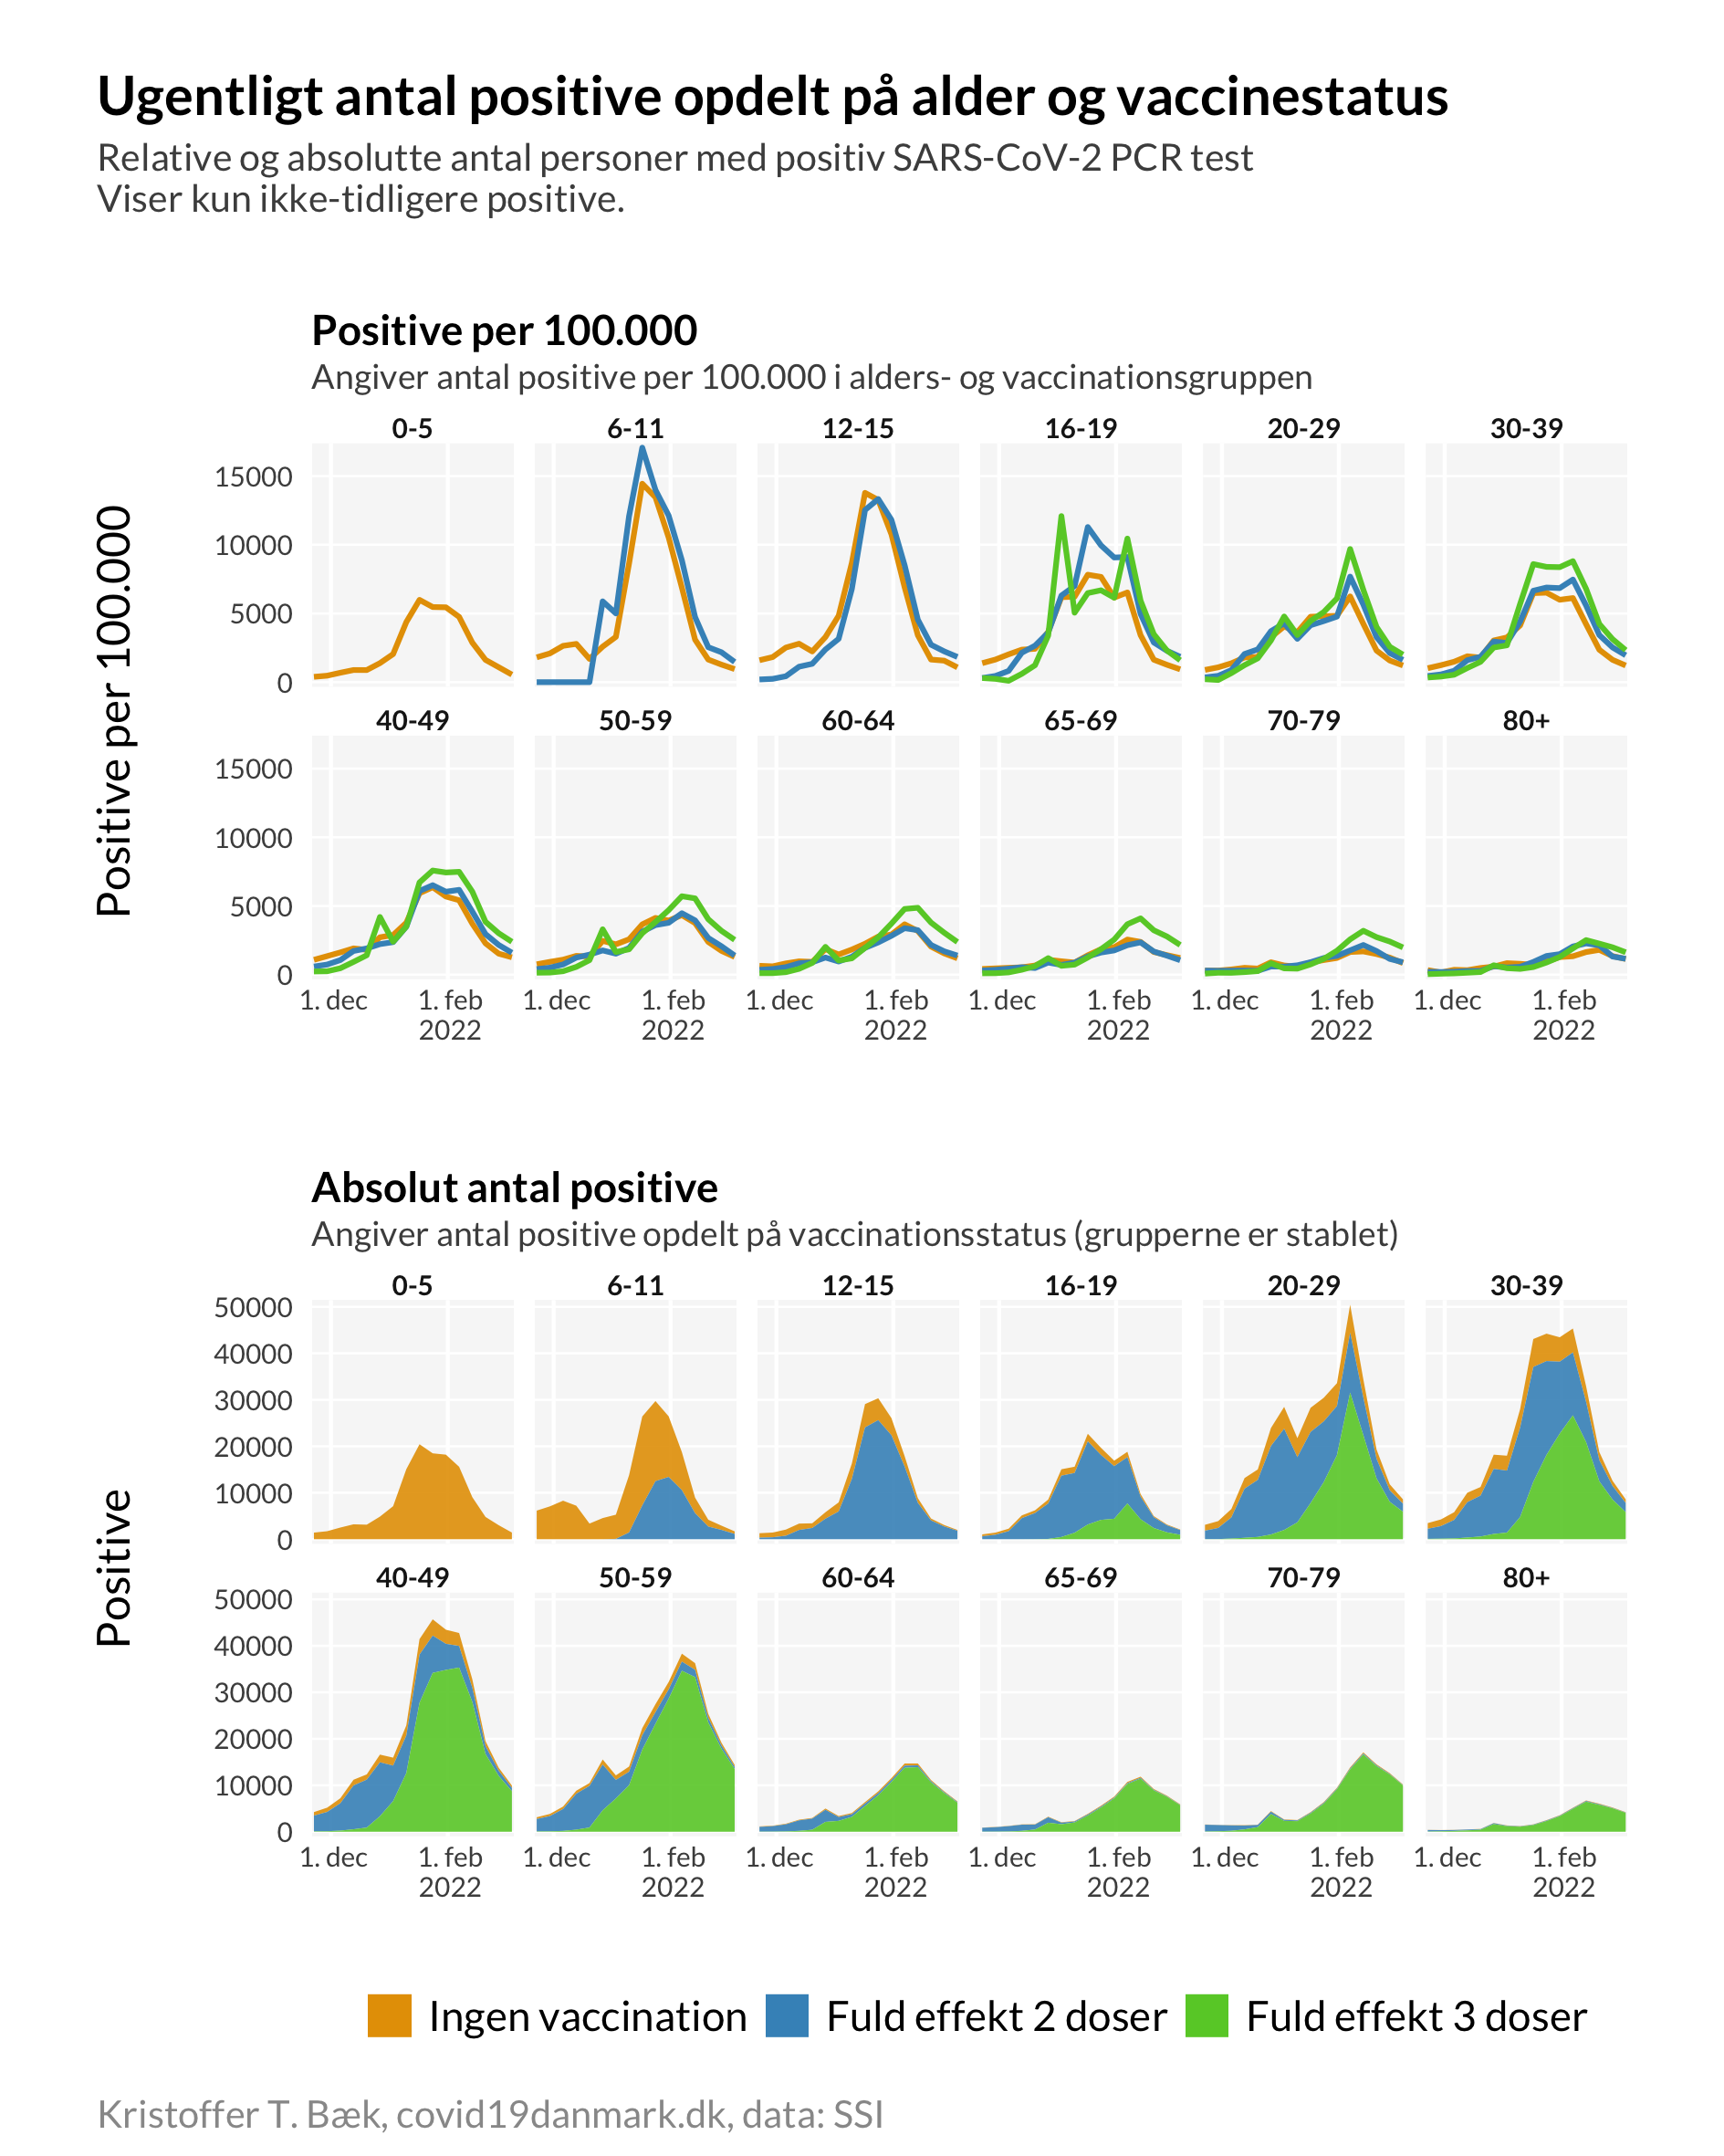 Ugentligt antal positive opdelt på alder og vaccinestatus
Relative og absolutte antal personer med positiv SARS-CoV-2 PCR test
Viser kun ikke-tidligere positive.
Positive per 100.000
Angiver antal positive per 100.000 i alders- og vaccinationsgruppen
Positive per 100.000
0-5 6-11 12-15 16-19 20-29 30-39
15000
10000
5000
0
40-49 50-59 60-64 65-69 70-79 80+
15000
10000
5000
0
1. dec 1. feb 1. dec 1. feb 1. dec 1. feb 1. dec 1. feb 1. dec 1. feb 1. dec 1. feb
2022 2022 2022 2022 2022 2022
Absolut antal positive
Angiver antal positive opdelt på vaccinationsstatus (grupperne er stablet)
Positive
0-5 6-11 12-15 16-19 20-29 30-39
50000
40000
30000
20000
10000
0
40-49 50-59 60-64 65-69 70-79 80+
50000
40000
30000
20000
10000
0
1. dec 1. feb 1. dec 1. feb 1. dec 1. feb 1. dec 1. feb 1. dec 1. feb 1. dec 1. feb
2022 2022 2022 2022 2022 2022
Ingen vaccination Fuld effekt 2 doser Fuld effekt 3 doser
Kristoffer T. Bæk, covid19danmark.dk, data: SSI